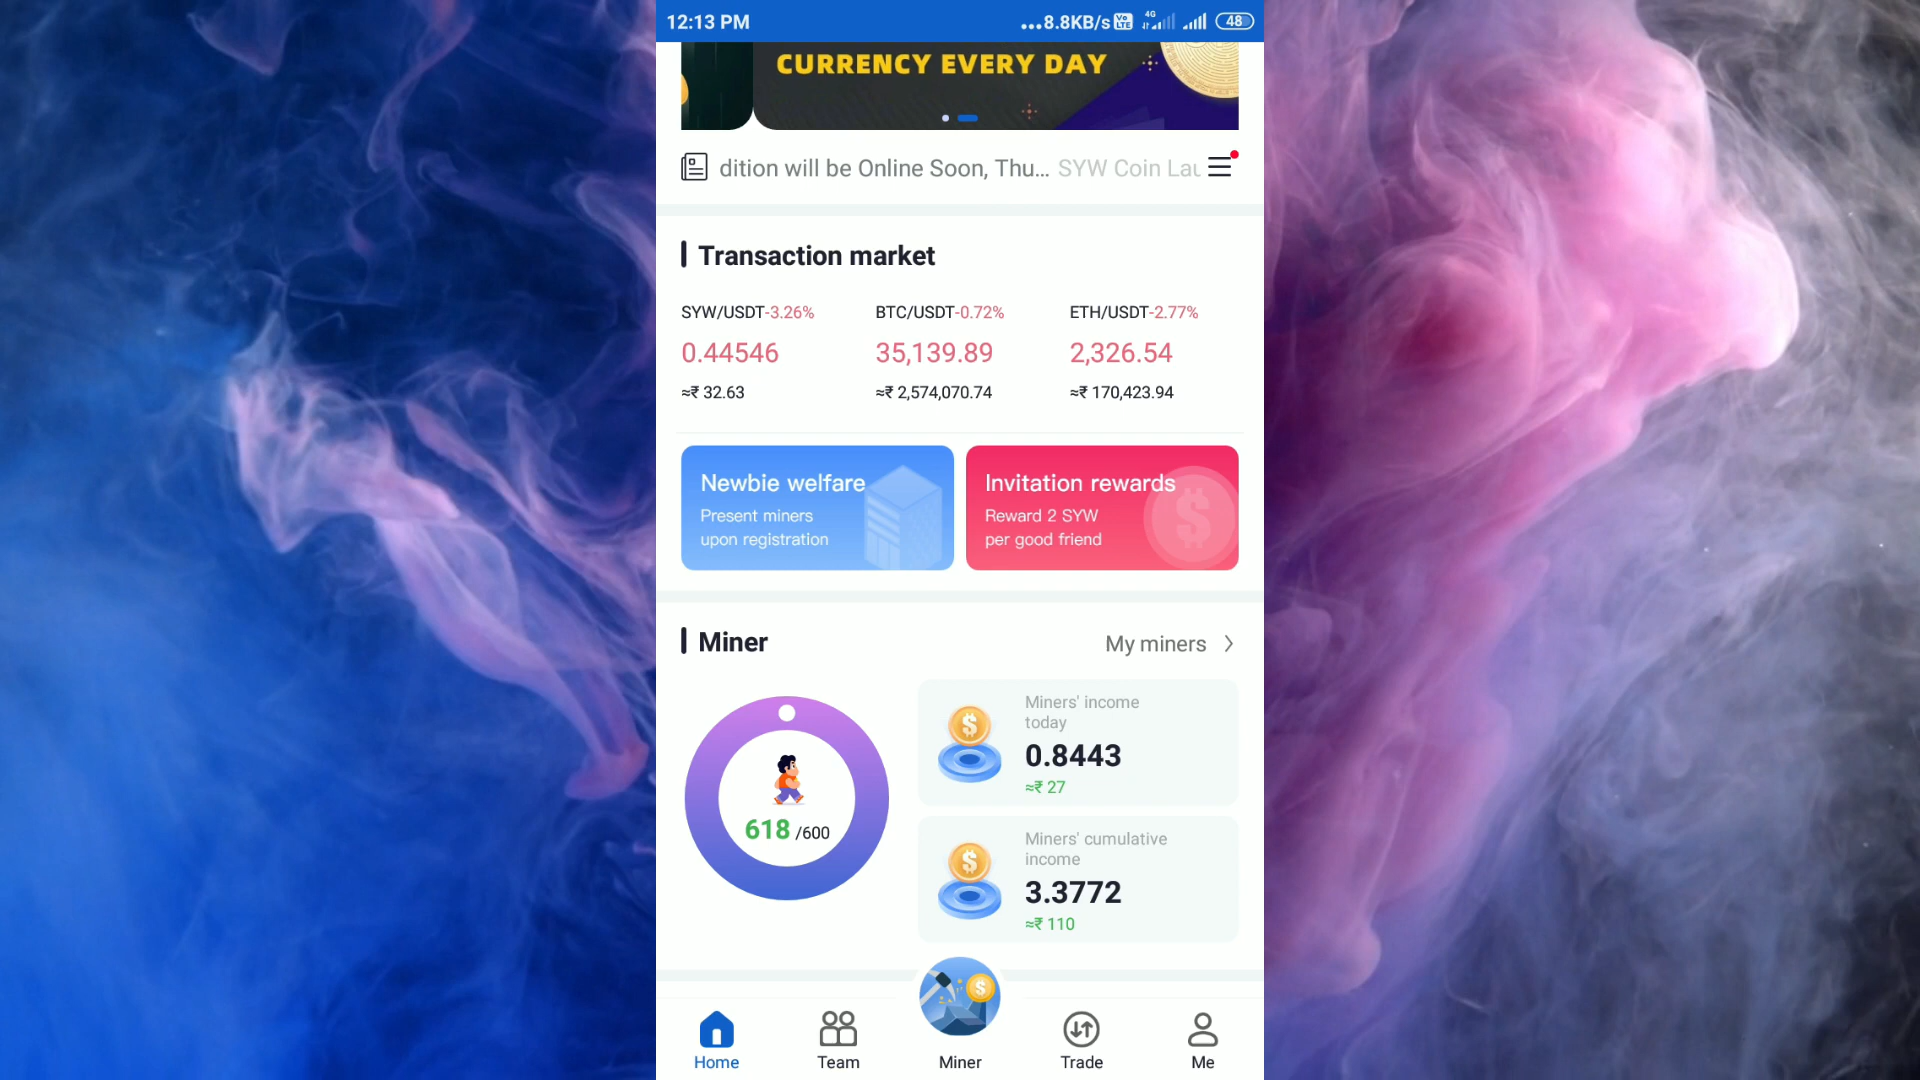 12:13 PM
...8.8KB/s Vo LTE 4G 48
CURRENCY EVERY DAY
dition will be Online Soon, Thu... SYW Coin Lau
Transaction market
SYW/USDT-3.26% BTC/USDT-0.72% ETH/USDT-2.77%
0.44546 35,139.89 2,326.54
≈₹ 32.63 ≈₹ 2,574,070.74 ≈₹ 170,423.94
Newbie welfare
Present miners
upon registration
Invitation rewards
Reward 2 SYW
per good friend
Miner
My miners
618 /600
Miners' income
today
0.8443
≈₹ 27
Miners' cumulative
income
3.3772
≈₹ 110
Home Team Miner Trade Me